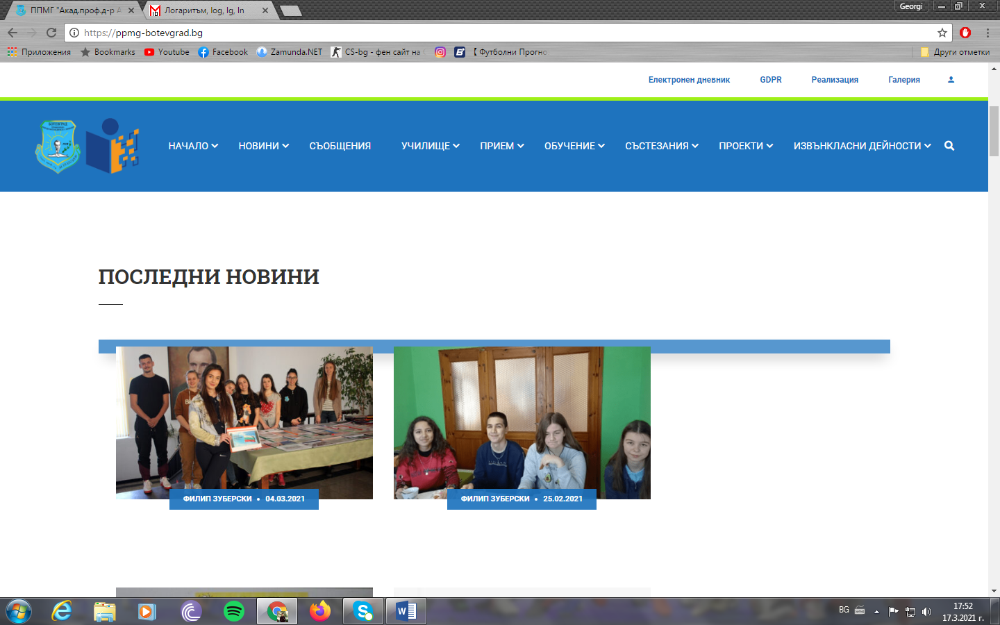 ППМГ "Акад.проф.д-р А
Логаритъм, log, lg, ln
Georgi
https://ppmg-botevgrad.bg
Приложения Bookmarks Youtube Facebook Zamunda.NET CS-bg - фен сайт на Футболни Прогно Други отметки
Електронен дневник GDPR Реализация Галерия
БОТЕВГРАД
НАЧАЛО НОВИНИ СЪОБЩЕНИЯ УЧИЛИЩЕ ПРИЕМ ОБУЧЕНИЕ СЪСТЕЗАНИЯ ПРОЕКТИ ИЗВЪНКЛАСНИ ДЕЙНОСТИ
ПОСЛЕДНИ НОВИНИ
ФИЛИП ЗУБЕРСКИ • 04.03.2021
ФИЛИП ЗУБЕРСКИ • 25.02.2021
BG
17:52
17.3.2021 г.